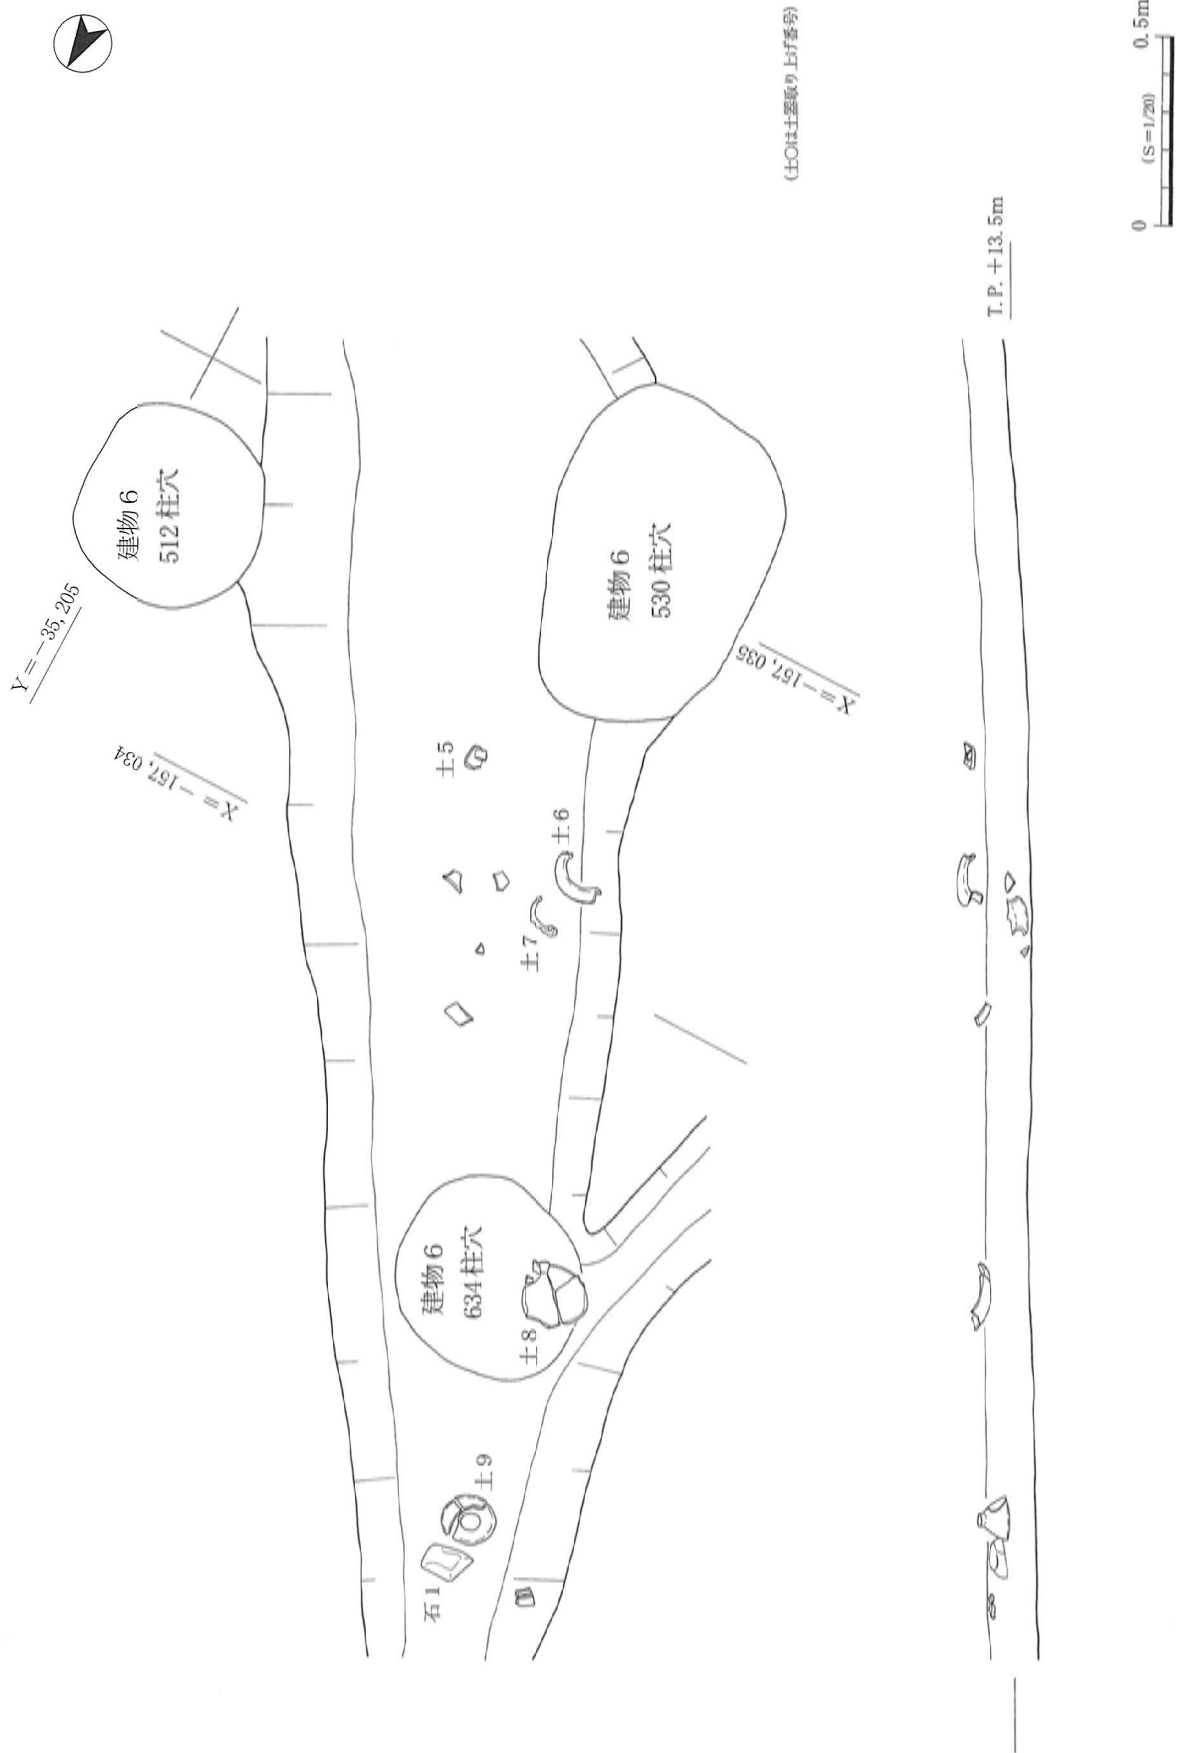 (土〇は土器取り上げ番号)
0
(S=1/20)
0.5m
T.P.+13.5m
Y=-35,205
X=-157,034
X=-157,035
建物6
512柱穴
建物6
530柱穴
土5
土6
土7
建物6
634柱穴
土8
土9
石1